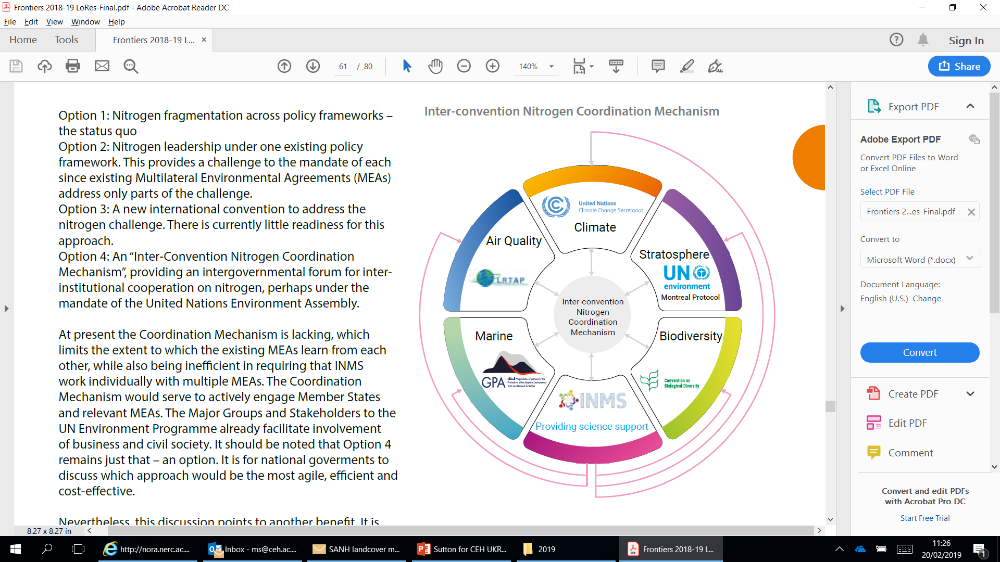 Frontiers 2018-19 LoRes-Final.pdf - Adobe Acrobat Reader DC
File Edit View Window Help
Home Tools Frontiers 2018-19 L... × Sign In
61 / 80 140% Share
Option 1: Nitrogen fragmentation across policy frameworks –
the status quo
Option 2: Nitrogen leadership under one existing policy
framework. This provides a challenge to the mandate of each
since existing Multilateral Environmental Agreements (MEAs)
address only parts of the challenge.
Option 3: A new international convention to address the
nitrogen challenge. There is currently little readiness for this
approach.
Option 4: An “Inter-Convention Nitrogen Coordination
Mechanism”, providing an intergovernmental forum for inter-
institutional cooperation on nitrogen, perhaps under the
mandate of the United Nations Environment Assembly.
At present the Coordination Mechanism is lacking, which
limits the extent to which the existing MEAs learn from each
other, while also being inefficient in requiring that INMS
work individually with multiple MEAs. The Coordination
Mechanism would serve to actively engage Member States
and relevant MEAs. The Major Groups and Stakeholders to the
UN Environment Programme already facilitate involvement
of business and civil society. It should be noted that Option 4
remains just that – an option. It is for national goverments to
discuss which approach would be the most agile, efficient and
cost-effective.
Nevertheless, this discussion points to another benefit. It is
Inter-convention Nitrogen Coordination Mechanism
United Nations
Climate Change Secretariat
Climate
Air Quality
LRTAP
Stratosphere
UN
environment
Montreal Protocol
Inter-convention
Nitrogen
Coordination
Mechanism
Marine
GPA
Global Programme of Action for the
Protection of the Marine Environment
from Land-based Activities
Biodiversity
Convention on
Biological Diversity
INMS
Providing science support
Export PDF
Adobe Export PDF
Convert PDF Files to Word
or Excel Online
Select PDF File
Frontiers 2...es-Final.pdf
Convert to
Microsoft Word (*.docx)
Document Language:
English (U.S.) Change
Convert
Create PDF
Edit PDF
Comment
Convert and edit PDFs
with Acrobat Pro DC
Start Free Trial
8.27 x 8.27 in
http://nora.nerc.ac....
Inbox - ms@ceh.ac....
SANH landcover m...
Sutton for CEH UKR...
2019
Frontiers 2018-19 L...
11:26
20/02/2019
1